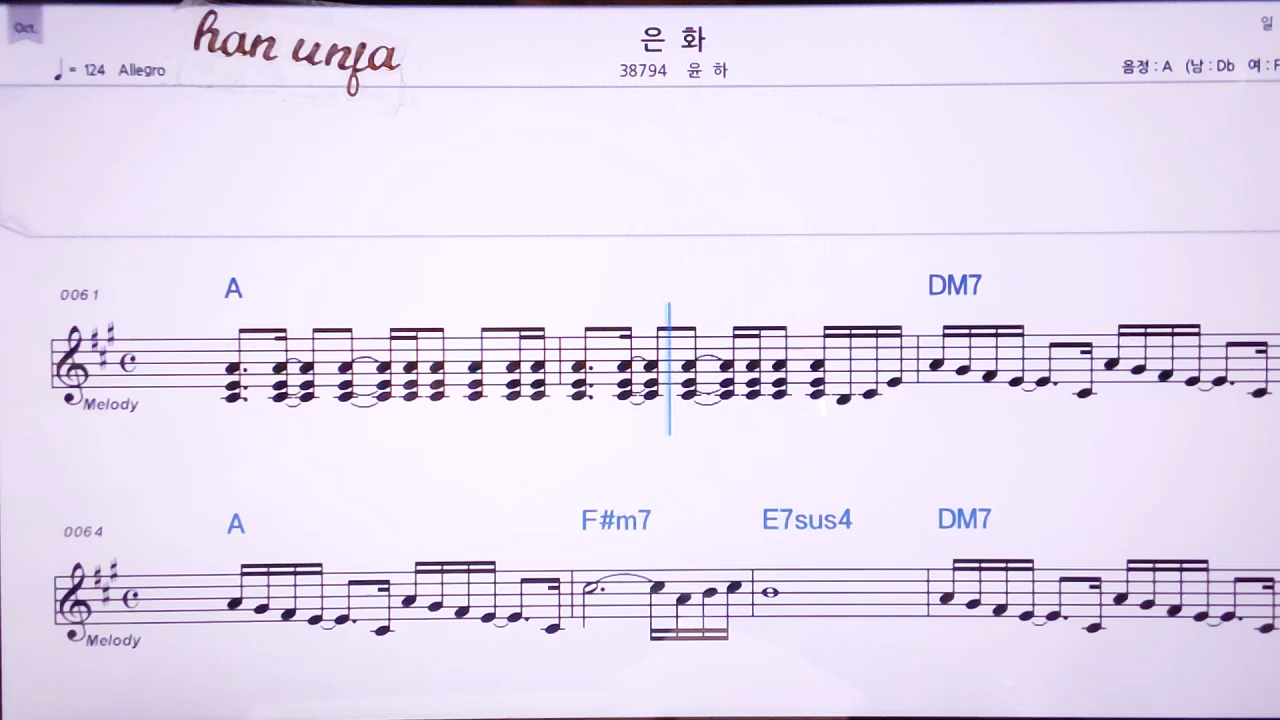 Oct.
han unfa
은 화
일
♩= 124 Allegro
38794 윤 하
음정 : A (남 : Db 여 : F
0061
A
DM7
Melody
0064
A
F#m7
E7sus4
DM7
Melody